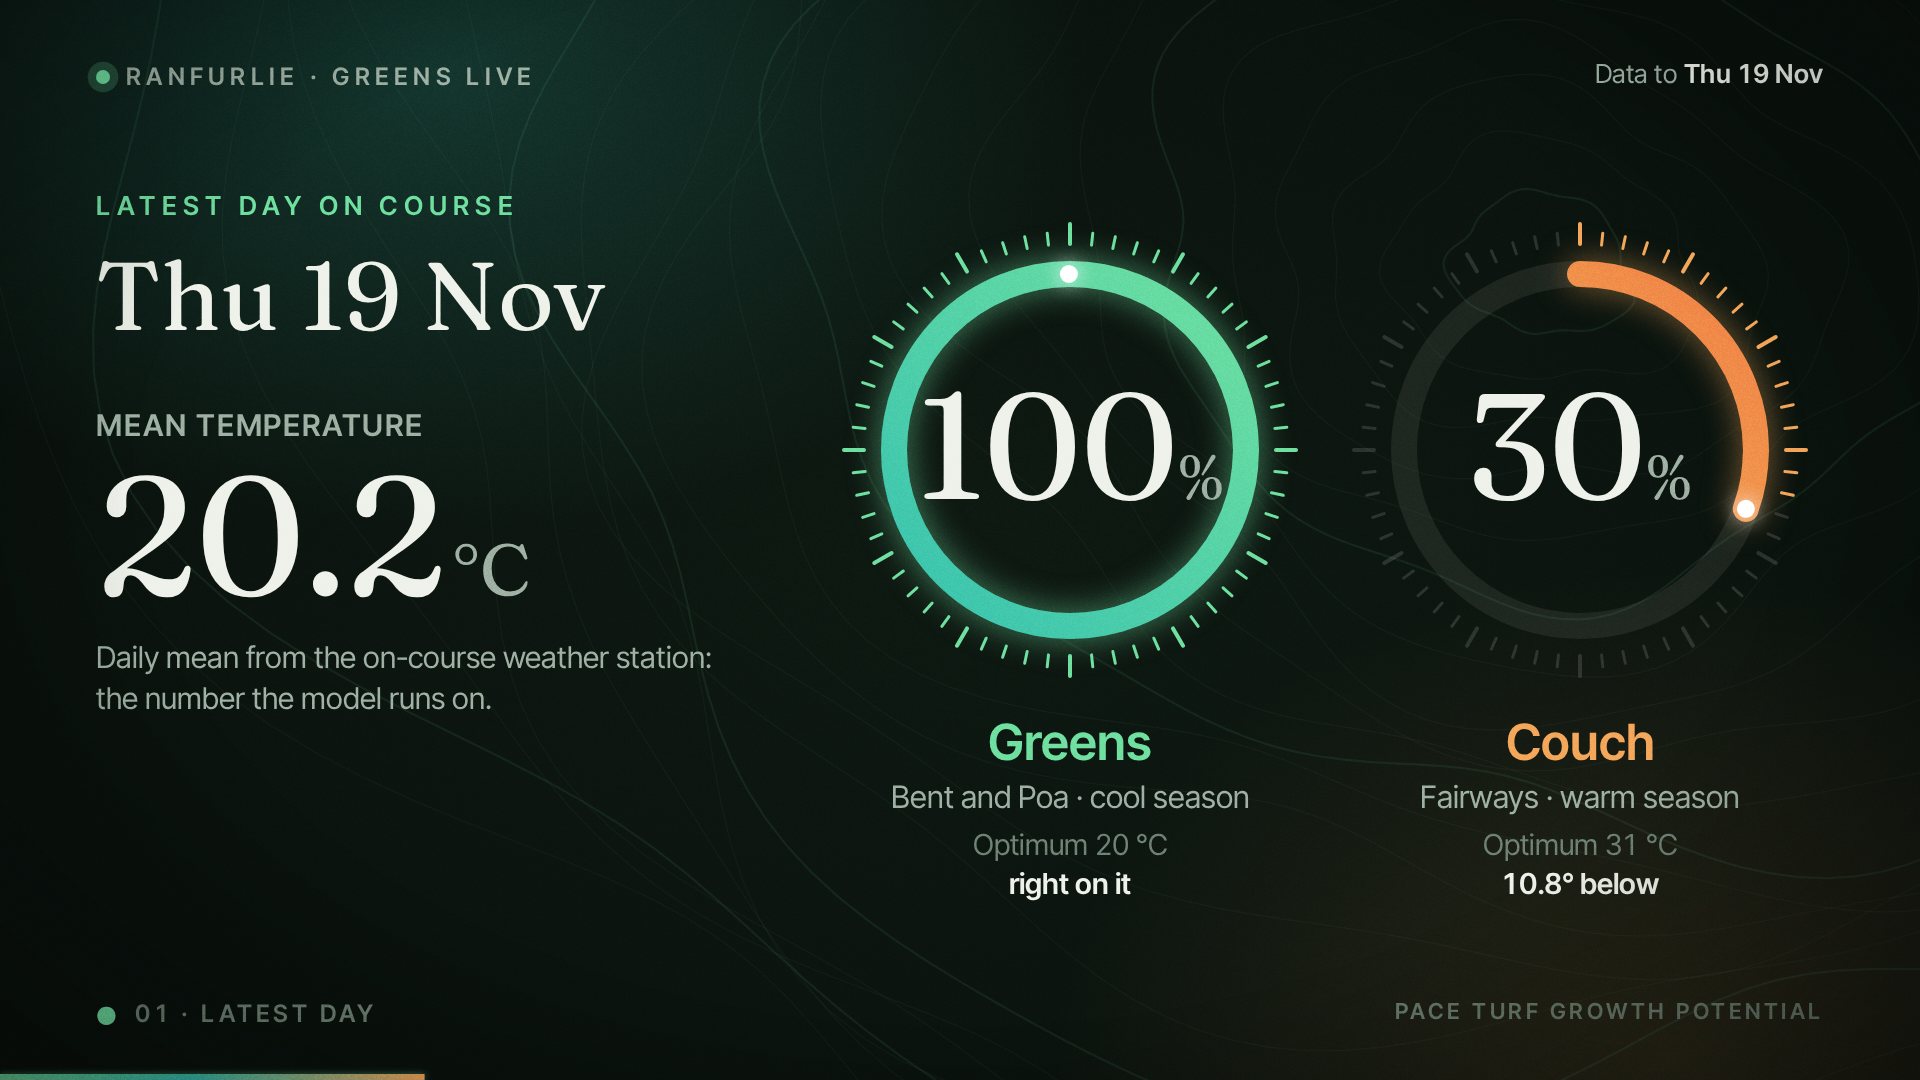 RANFURLIE · GREENS LIVE
Data to Thu 19 Nov
LATEST DAY ON COURSE
Thu 19 Nov
MEAN TEMPERATURE
20.2 °C
Daily mean from the on-course weather station:
the number the model runs on.
100%
Greens
Bent and Poa · cool season
Optimum 20 °C
right on it
30%
Couch
Fairways · warm season
Optimum 31 °C
10.8° below
01 · LATEST DAY
PACE TURF GROWTH POTENTIAL